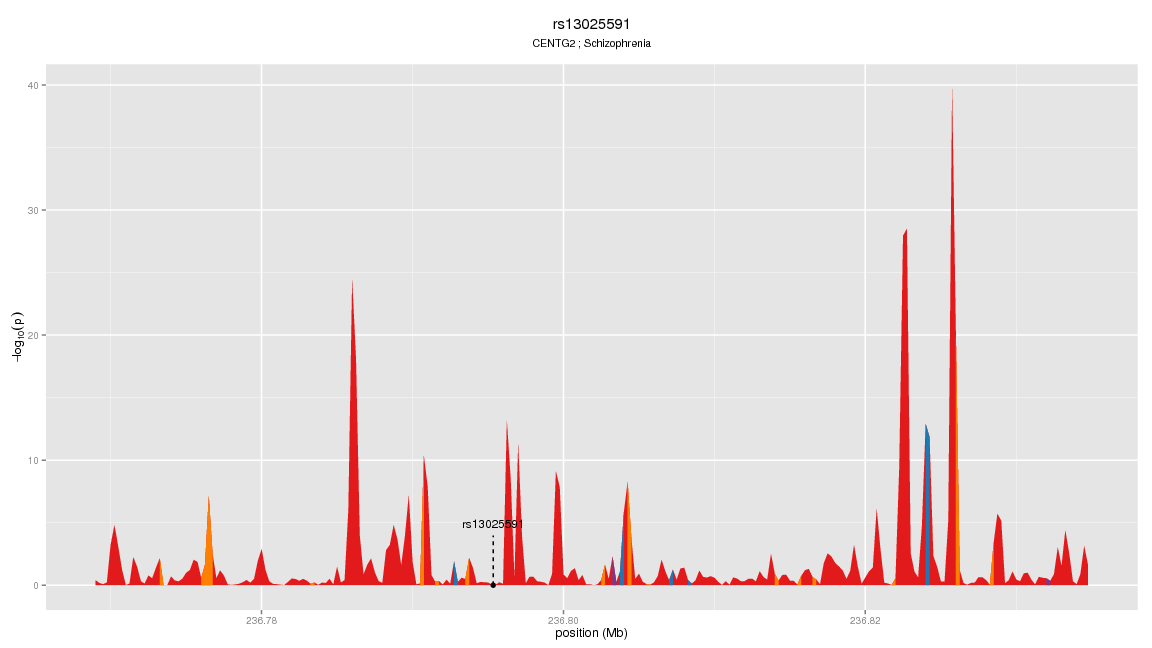 rs13025591
CENTG2 ; Schizophrenia
40
30
20
10
0
−log10(p)
rs13025591
236.78
236.80
236.82
position (Mb)